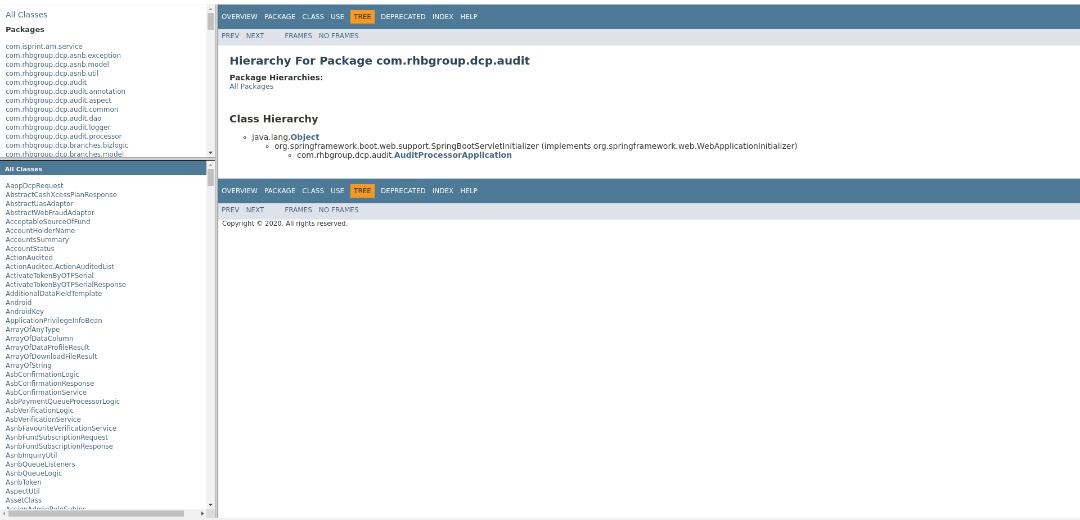 All Classes
Packages
com.isprint.am.service
com.rhbgroup.dcp.asnb.exception
com.rhbgroup.dcp.asnb.model
com.rhbgroup.dcp.asnb.util
com.rhbgroup.dcp.audit
com.rhbgroup.dcp.audit.annotation
com.rhbgroup.dcp.audit.aspect
com.rhbgroup.dcp.audit.common
com.rhbgroup.dcp.audit.dao
com.rhbgroup.dcp.audit.logger
com.rhbgroup.dcp.audit.processor
com.rhbgroup.dcp.branches.bizlogic
com.rhbgroup.dcp.branches.model
All Classes
AaopDcpRequest
AbstractCashXcessPlanResponse
AbstractUasAdaptor
AbstractWebFraudAdaptor
AcceptableSourceOfFund
AccountHolderName
AccountsSummary
AccountStatus
ActionAudited
ActionAudited.ActionAuditedList
ActivateTokenByOTPSerial
ActivateTokenByOTPSerialResponse
AdditionalDataFieldTemplate
Android
AndroidKey
ApplicationPrivilegeInfoBean
ArrayOfAnyType
ArrayOfDataColumn
ArrayOfDataProfileResult
ArrayOfDownloadFileResult
ArrayOfString
AsbConfirmationLogic
AsbConfirmationResponse
AsbConfirmationService
AsbPaymentQueueProcessorLogic
AsbVerificationLogic
AsbVerificationService
AsnbFavouriteVerificationService
AsnbFundSubscriptionRequest
AsnbFundSubscriptionResponse
AsnbInquiryUtil
AsnbQueueListeners
AsnbQueueLogic
AsnbToken
AspectUtil
AssetClass
OVERVIEW PACKAGE CLASS USE TREE DEPRECATED INDEX HELP
PREV NEXT FRAMES NO FRAMES
Hierarchy For Package com.rhbgroup.dcp.audit
Package Hierarchies:
All Packages
Class Hierarchy
java.lang.Object
org.springframework.boot.web.support.SpringBootServletInitializer (implements org.springframework.web.WebApplicationInitializer)
com.rhbgroup.dcp.audit.AuditProcessorApplication
OVERVIEW PACKAGE CLASS USE TREE DEPRECATED INDEX HELP
PREV NEXT FRAMES NO FRAMES
Copyright © 2020. All rights reserved.